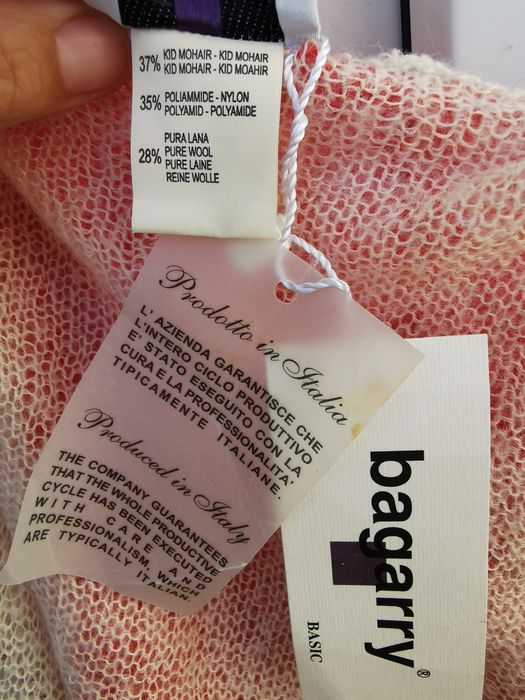 37% KID MOHAIR - KID MOHAIR
KID MOHAIR - KID MOAHIR
35% POLIAMMIDE - NYLON
POLYAMID - POLYAMIDE
28% PURA LANA
PURE WOOL
PURE LAINE
REINE WOLLE
Prodotto in Italia
L' AZIENDA GARANTISCE CHE
L'INTERO CICLO PRODUTTIVO
E' STATO ESEGUITO CON LA
CURA E LA PROFESSIONALITA'
TIPICAMENTE ITALIANE.
Produced in Italy
THE COMPANY GUARANTEES
THAT THE WHOLE PRODUCTIVE
CYCLE HAS BEEN EXECUTED
WITH CARE AND
PROFESSIONALISM, WHICH
ARE TYPICALLY ITALIAN.
bagarry®
BASIC